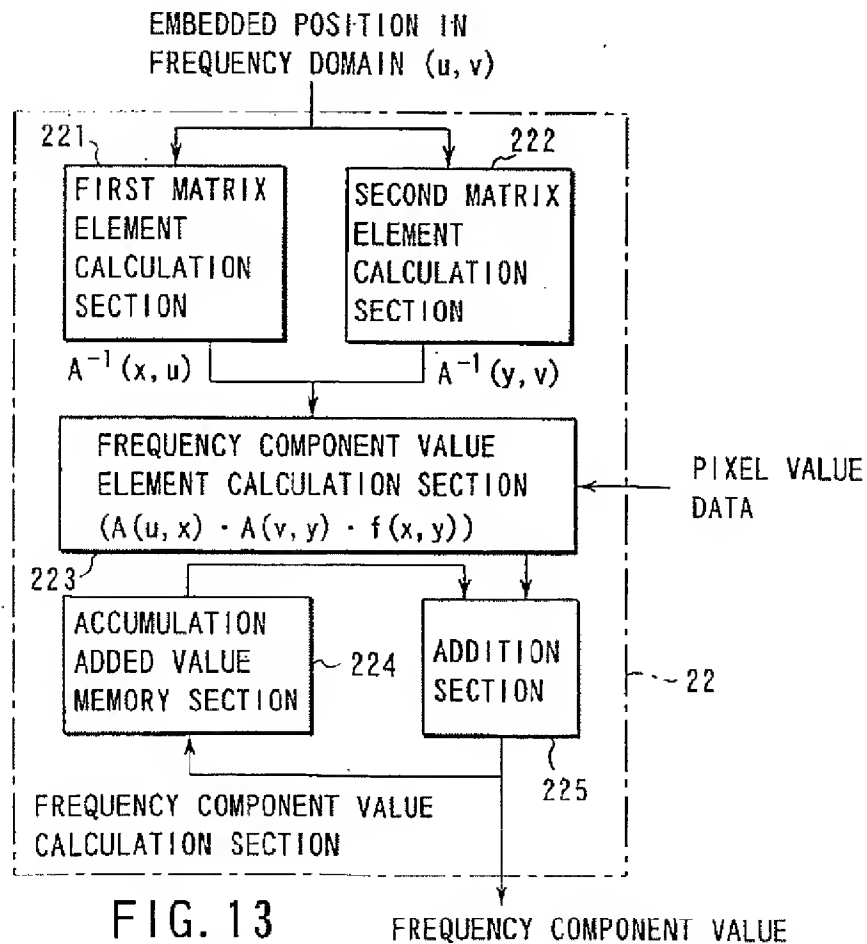 EMBEDDED POSITION IN
FREQUENCY DOMAIN (u, v)
221
222
FIRST MATRIX
ELEMENT
CALCULATION
SECTION
SECOND MATRIX
ELEMENT
CALCULATION
SECTION
A⁻¹(x, u)
A⁻¹(y, v)
FREQUENCY COMPONENT VALUE
ELEMENT CALCULATION SECTION
(A(u, x) · A(v, y) · f(x, y))
PIXEL VALUE
DATA
223
ACCUMULATION
ADDED VALUE
MEMORY SECTION
224
ADDITION
SECTION
22
225
FREQUENCY COMPONENT VALUE
CALCULATION SECTION
FIG. 13
FREQUENCY COMPONENT VALUE